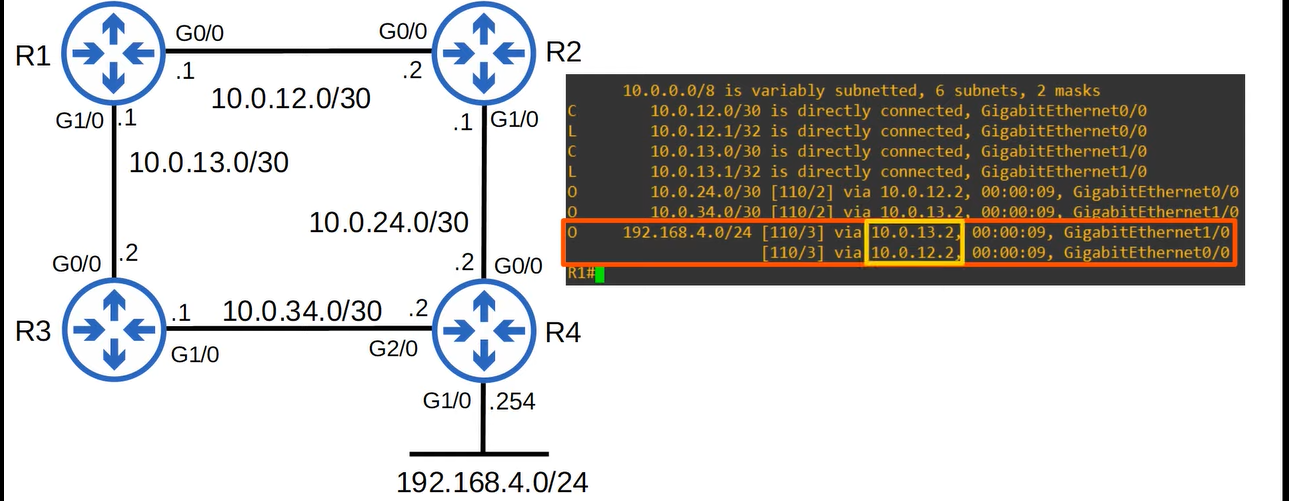 G0/0
G0/0
R1
R2
.1
.2
10.0.12.0/30
G1/0
.1
.1
G1/0
10.0.13.0/30
10.0.24.0/30
.2
G0/0
.2
G0/0
R3
.1
10.0.34.0/30
.2
R4
G1/0
G2/0
G1/0
.254
192.168.4.0/24
10.0.0.0/8 is variably subnetted, 6 subnets, 2 masks
C 10.0.12.0/30 is directly connected, GigabitEthernet0/0
L 10.0.12.1/32 is directly connected, GigabitEthernet0/0
C 10.0.13.0/30 is directly connected, GigabitEthernet1/0
L 10.0.13.1/32 is directly connected, GigabitEthernet1/0
O 10.0.24.0/30 [110/2] via 10.0.12.2, 00:00:09, GigabitEthernet0/0
O 10.0.34.0/30 [110/2] via 10.0.13.2, 00:00:09, GigabitEthernet1/0
O 192.168.4.0/24 [110/3] via 10.0.13.2, 00:00:09, GigabitEthernet1/0
[110/3] via 10.0.12.2, 00:00:09, GigabitEthernet0/0
R1#